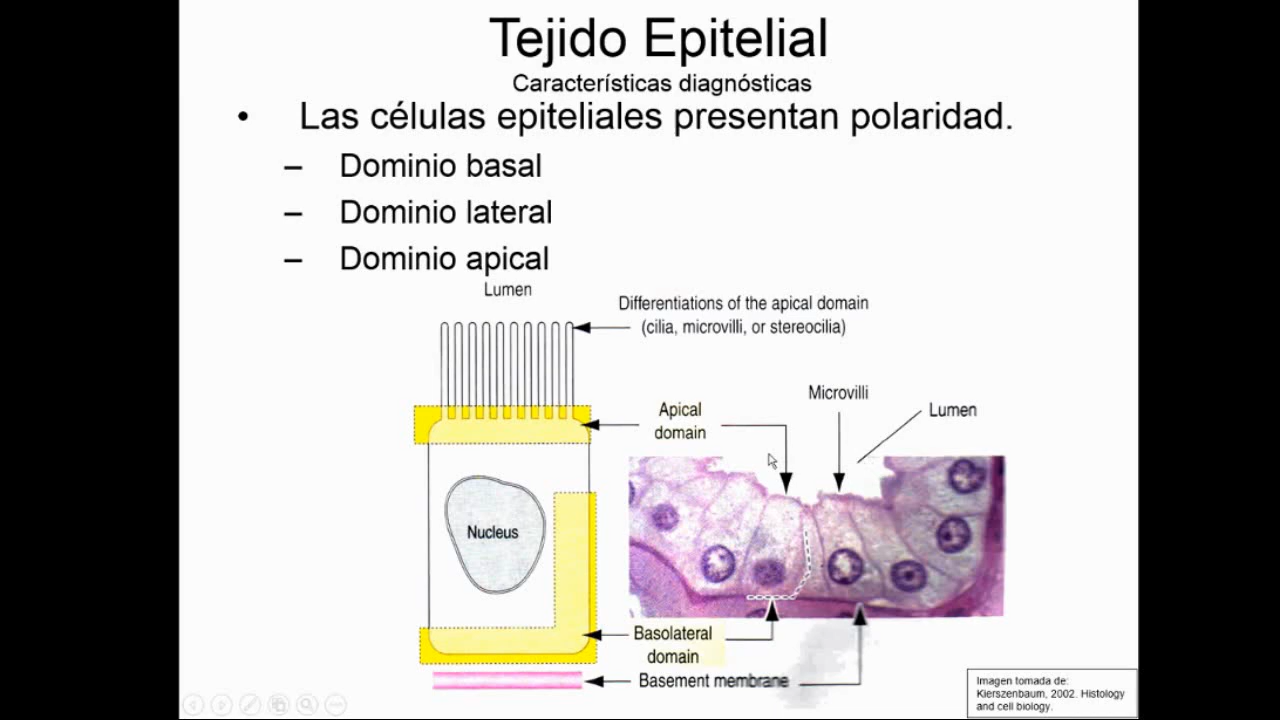 Tejido Epitelial
Características diagnósticas
• Las células epiteliales presentan polaridad.
– Dominio basal
– Dominio lateral
– Dominio apical
Lumen
Differentiations of the apical domain
(cilia, microvilli, or stereocilia)
Microvilli
Lumen
Apical
domain
Nucleus
Basolateral
domain
Basement membrane
Imagen tomada de:
Kierszenbaum, 2002. Histology
and cell biology.